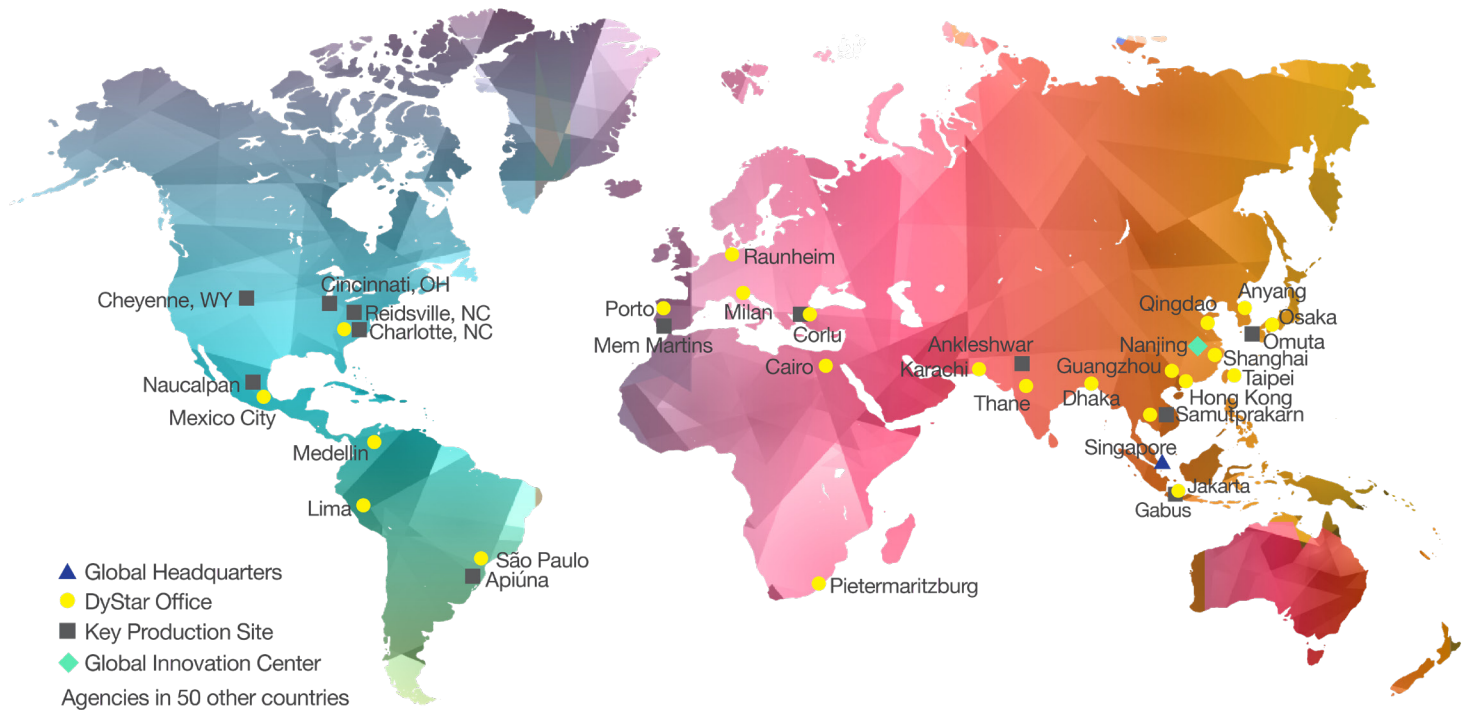 Cincinnati, OH
Cheyenne, WY
Reidsville, NC
Charlotte, NC
Naucalpan
Mexico City
Medellin
Lima
São Paulo
Apiúna
Raunheim
Porto
Milan
Corlu
Mem Martins
Cairo
Pietermaritzburg
Anyang
Qingdao
Osaka
Omuta
Nanjing
Shanghai
Ankleshwar
Karachi
Guangzhou
Taipei
Thane
Dhaka
Hong Kong
Samutprakarn
Singapore
Jakarta
Gabus
Global Headquarters
DyStar Office
Key Production Site
Global Innovation Center
Agencies in 50 other countries